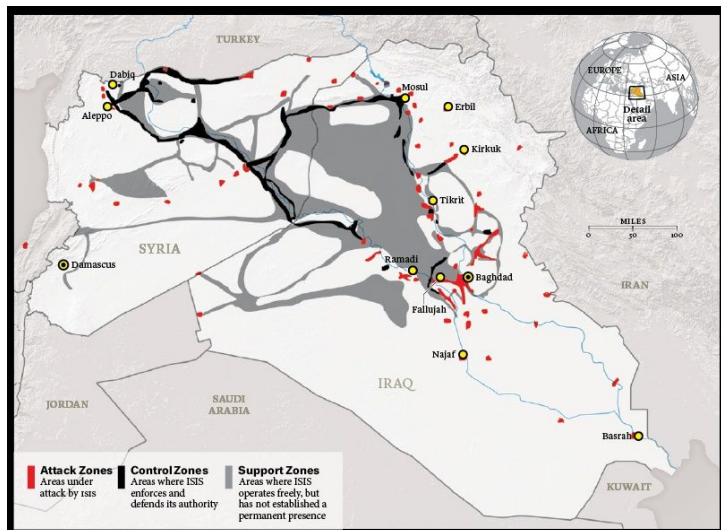 TURKEY
EUROPE
ASIA
AFRICA
Detail
area
Dabiq
Aleppo
Mosul
Erbil
Kirkuk
Tikrit
MILES
0 50 100
SYRIA
Damascus
Ramadi
Baghdad
IRAN
Fallujah
Najaf
IRAQ
JORDAN
SAUDI
ARABIA
Basrah
KUWAIT
Attack Zones
Areas under
attack by ISIS
Control Zones
Areas where ISIS
enforces and
defends its authority
Support Zones
Areas where ISIS
operates freely, but
has not established a
permanent presence